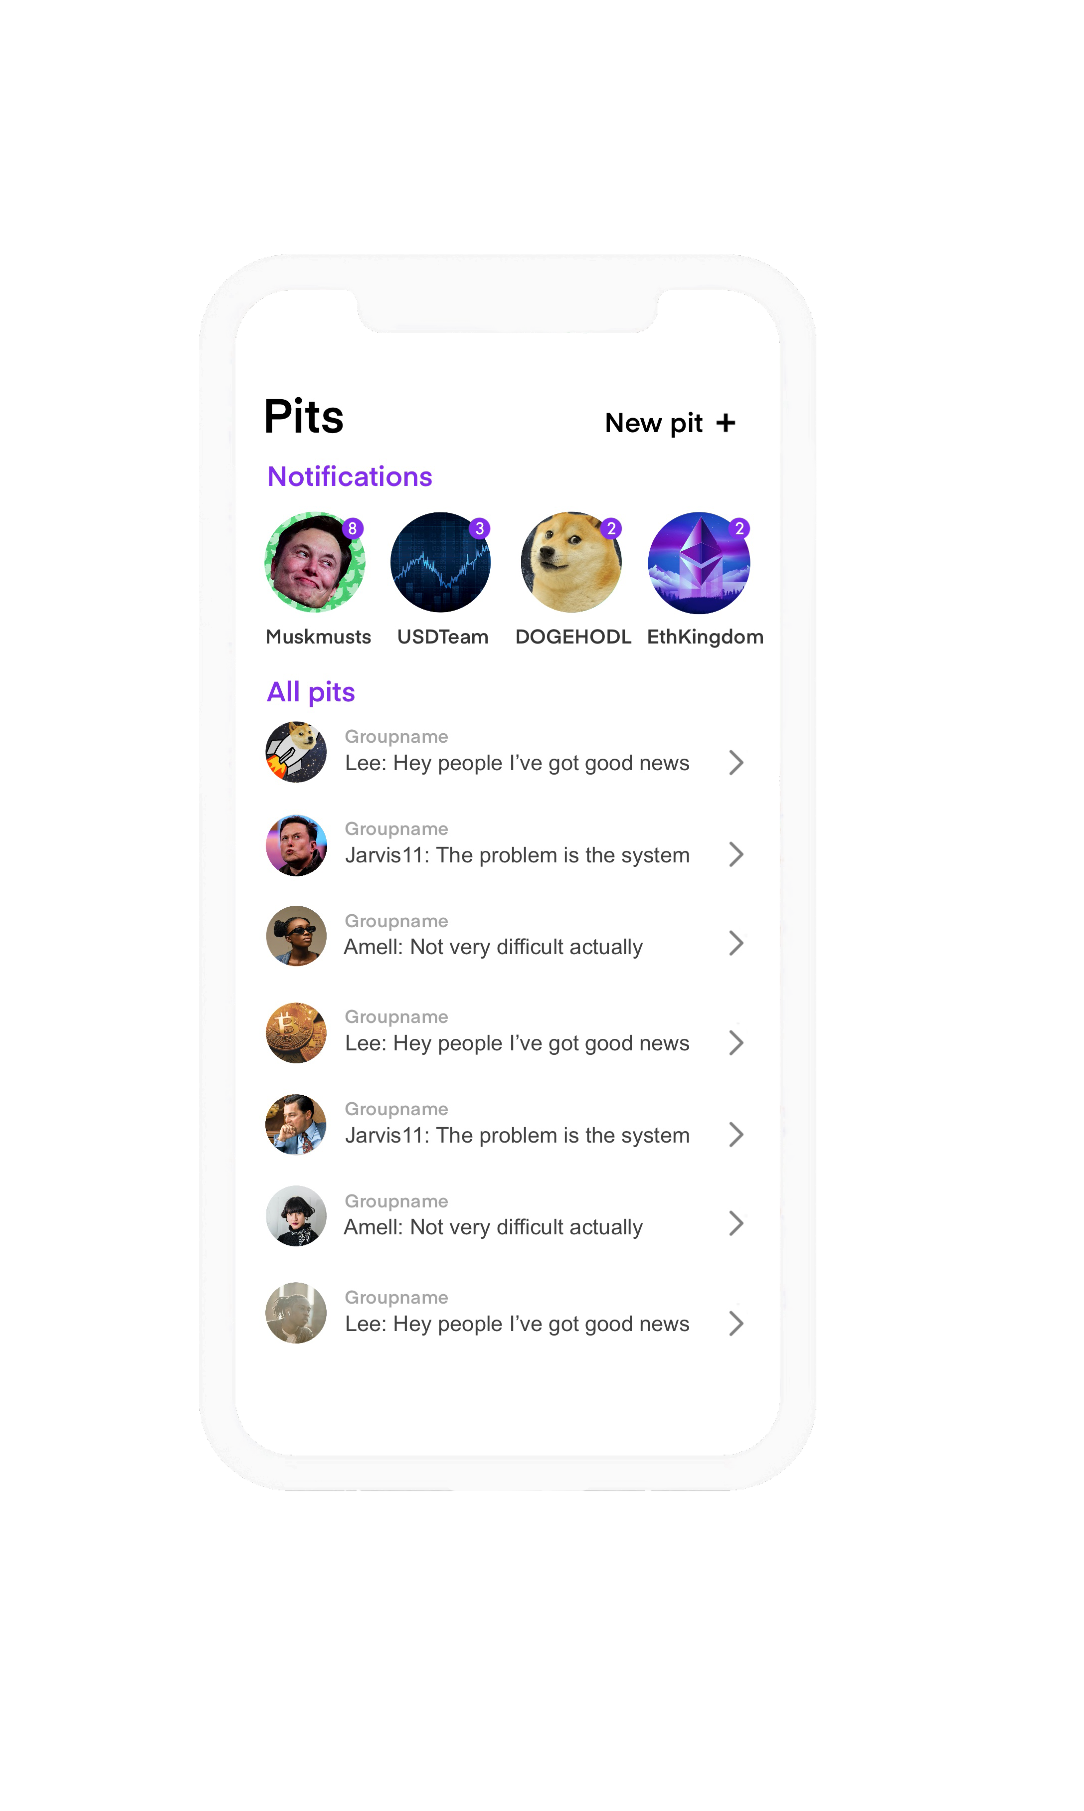 Pits
New pit +
Notifications
8
3
2
2
Muskmusts
USDTeam
DOGEHODL
EthKingdom
All pits
Groupname
Lee: Hey people I’ve got good news
Groupname
Jarvis11: The problem is the system
Groupname
Amell: Not very difficult actually
Groupname
Lee: Hey people I’ve got good news
Groupname
Jarvis11: The problem is the system
Groupname
Amell: Not very difficult actually
Groupname
Lee: Hey people I’ve got good news